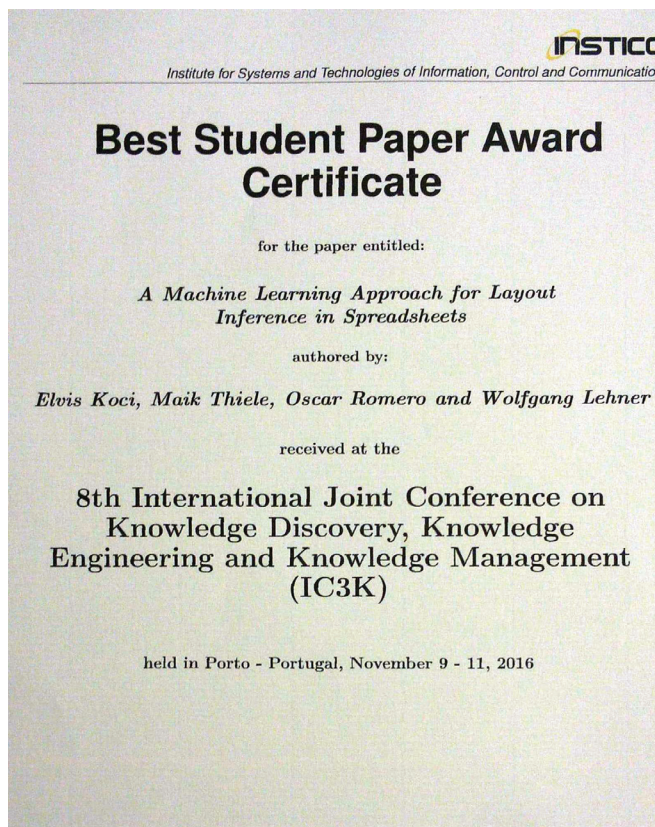 INSTICC
Institute for Systems and Technologies of Information, Control and Communicatio
Best Student Paper Award
Certificate
for the paper entitled:
A Machine Learning Approach for Layout
Inference in Spreadsheets
authored by:
Elvis Koci, Maik Thiele, Oscar Romero and Wolfgang Lehner
received at the
8th International Joint Conference on
Knowledge Discovery, Knowledge
Engineering and Knowledge Management
(IC3K)
held in Porto - Portugal, November 9 - 11, 2016